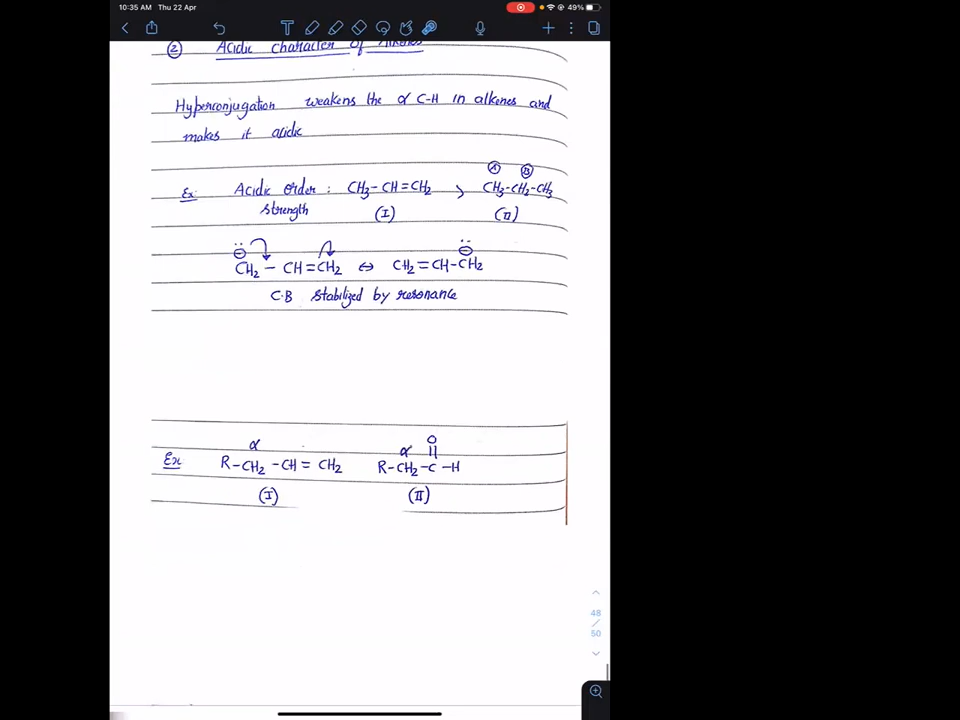 10:35 AM Thu 22 Apr
49%
② Acidic Character of Alkenes
Hyperconjugation weakens the α C-H in alkenes and
makes it acidic
Ⓐ Ⓑ
Ex: Acidic Order : CH₃-CH=CH₂ > CH₃-CH₂-CH₃
strength (I) (II)
CH₂ - CH=CH₂ ↔ CH₂=CH-CH₂
C·B stabilized by resonance
α α O
Ex R-CH₂-CH=CH₂ R-CH₂-C-H
(I) (II)
48
/
50